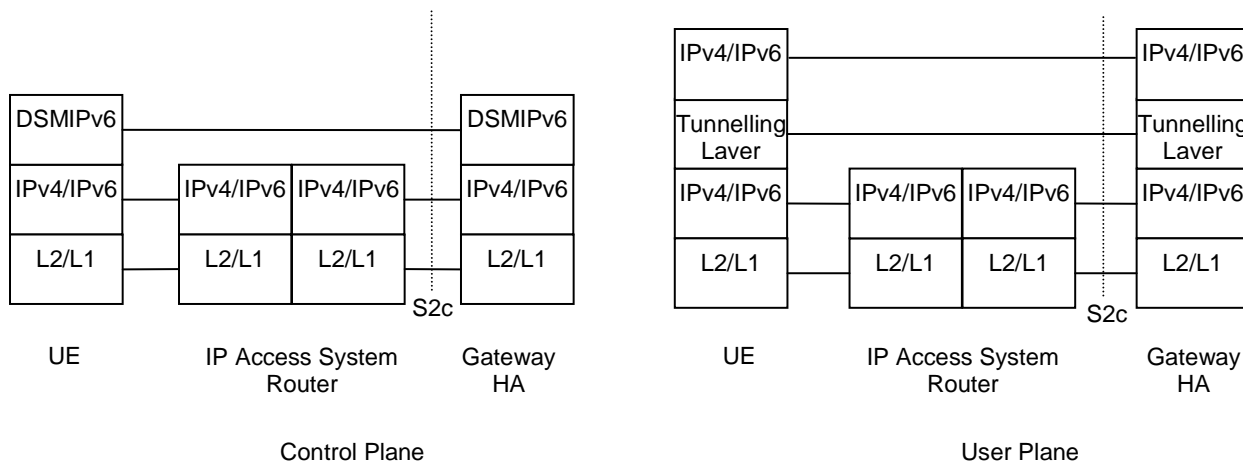 DSMIPv6
DSMIPv6
IPv4/IPv6
IPv4/IPv6
IPv4/IPv6
IPv4/IPv6
L2/L1
L2/L1
L2/L1
L2/L1
S2c
UE
IP Access System
Router
Gateway
HA
Control Plane
IPv4/IPv6
IPv4/IPv6
Tunnelling
Laver
Tunnelling
Laver
IPv4/IPv6
IPv4/IPv6
IPv4/IPv6
IPv4/IPv6
L2/L1
L2/L1
L2/L1
L2/L1
S2c
UE
IP Access System
Router
Gateway
HA
User Plane